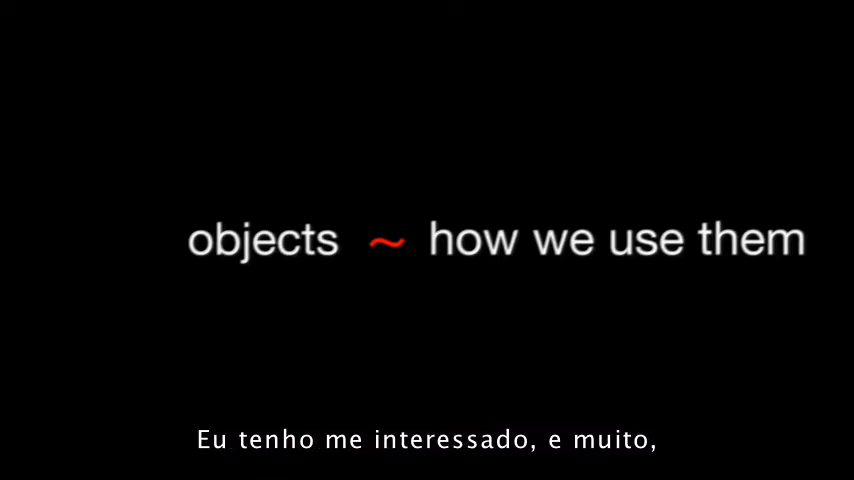 objects ~ how we use them
Eu tenho me interessado, e muito,